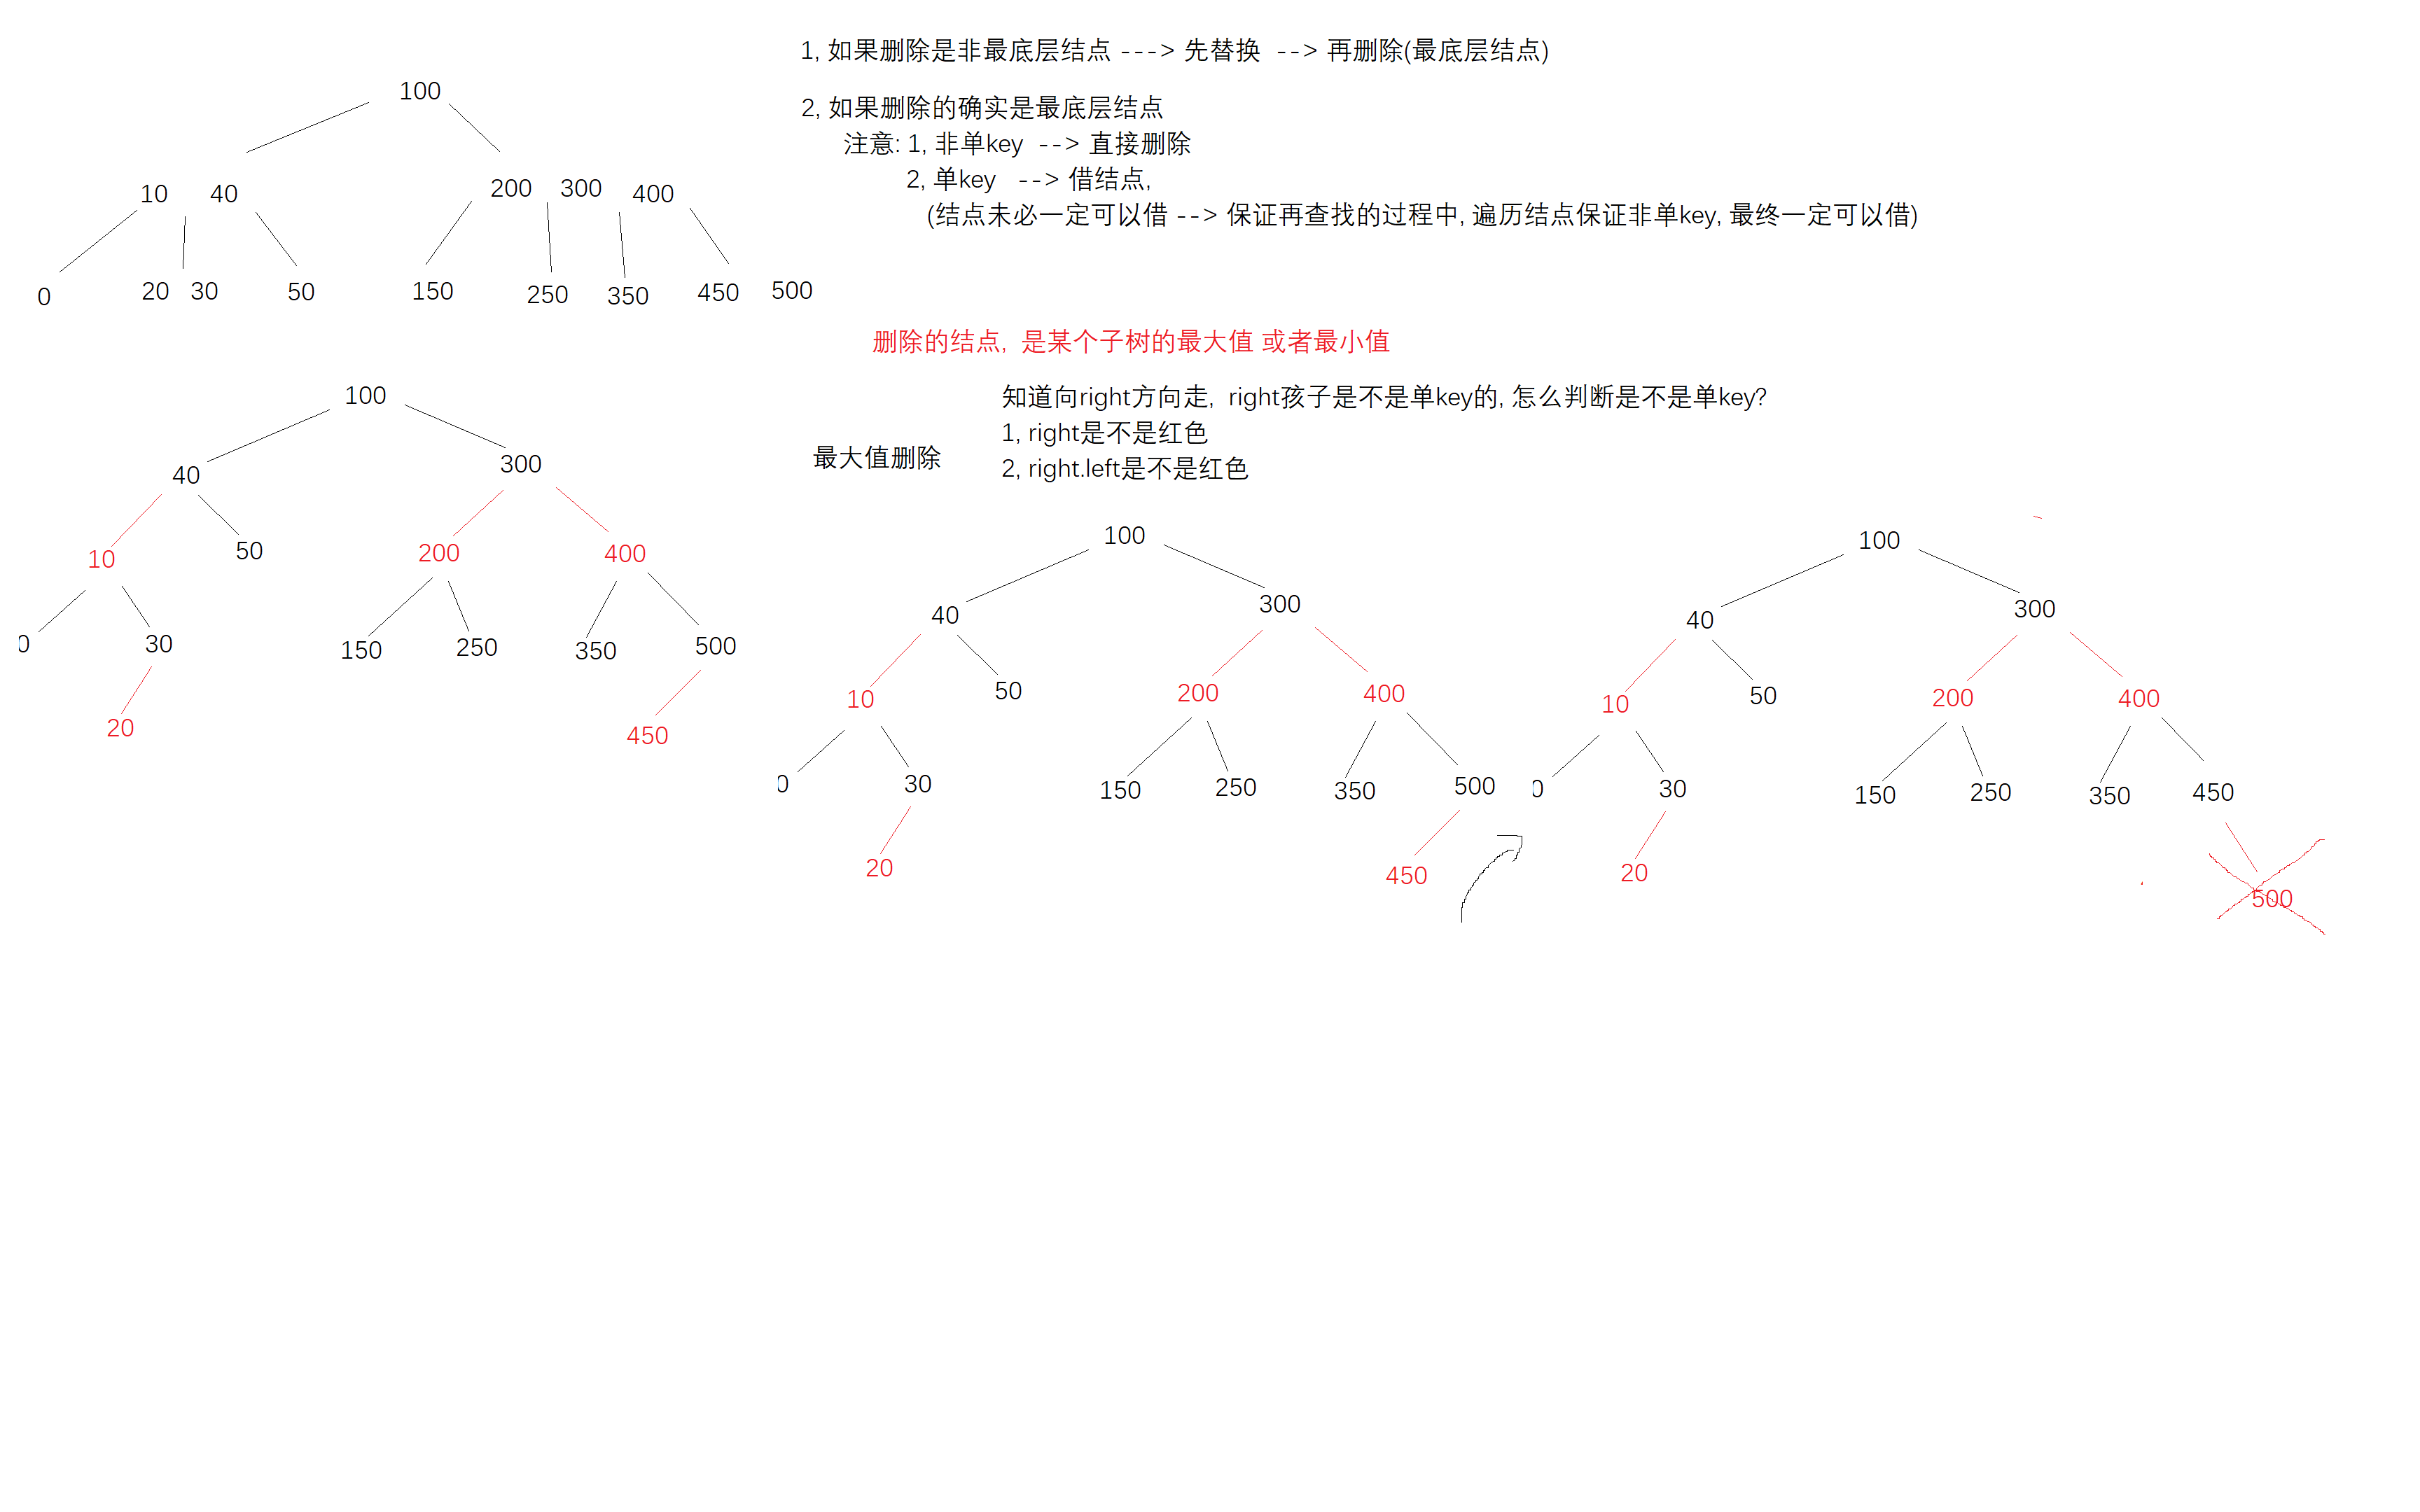 1, 如果删除是非最底层结点 ---> 先替换 --> 再删除(最底层结点)
100
2, 如果删除的确实是最底层结点
注意: 1, 非单key --> 直接删除
2, 单key --> 借结点,
(结点未必一定可以借 --> 保证再查找的过程中, 遍历结点保证非单key, 最终一定可以借)
10 40 200 300 400
0 20 30 50 150 250 350 450 500
删除的结点, 是某个子树的最大值 或者最小值
知道向right方向走, right孩子是不是单key的, 怎么判断是不是单key?
1, right是不是红色
最大值删除
2, right.left是不是红色
100
40 300
10 50 200 400
0 30 150 250 350 500
20 450
100
40 300
10 50 200 400
0 30 150 250 350 500
20 450
100
40 300
10 50 200 400
0 30 150 250 350 450
20 500